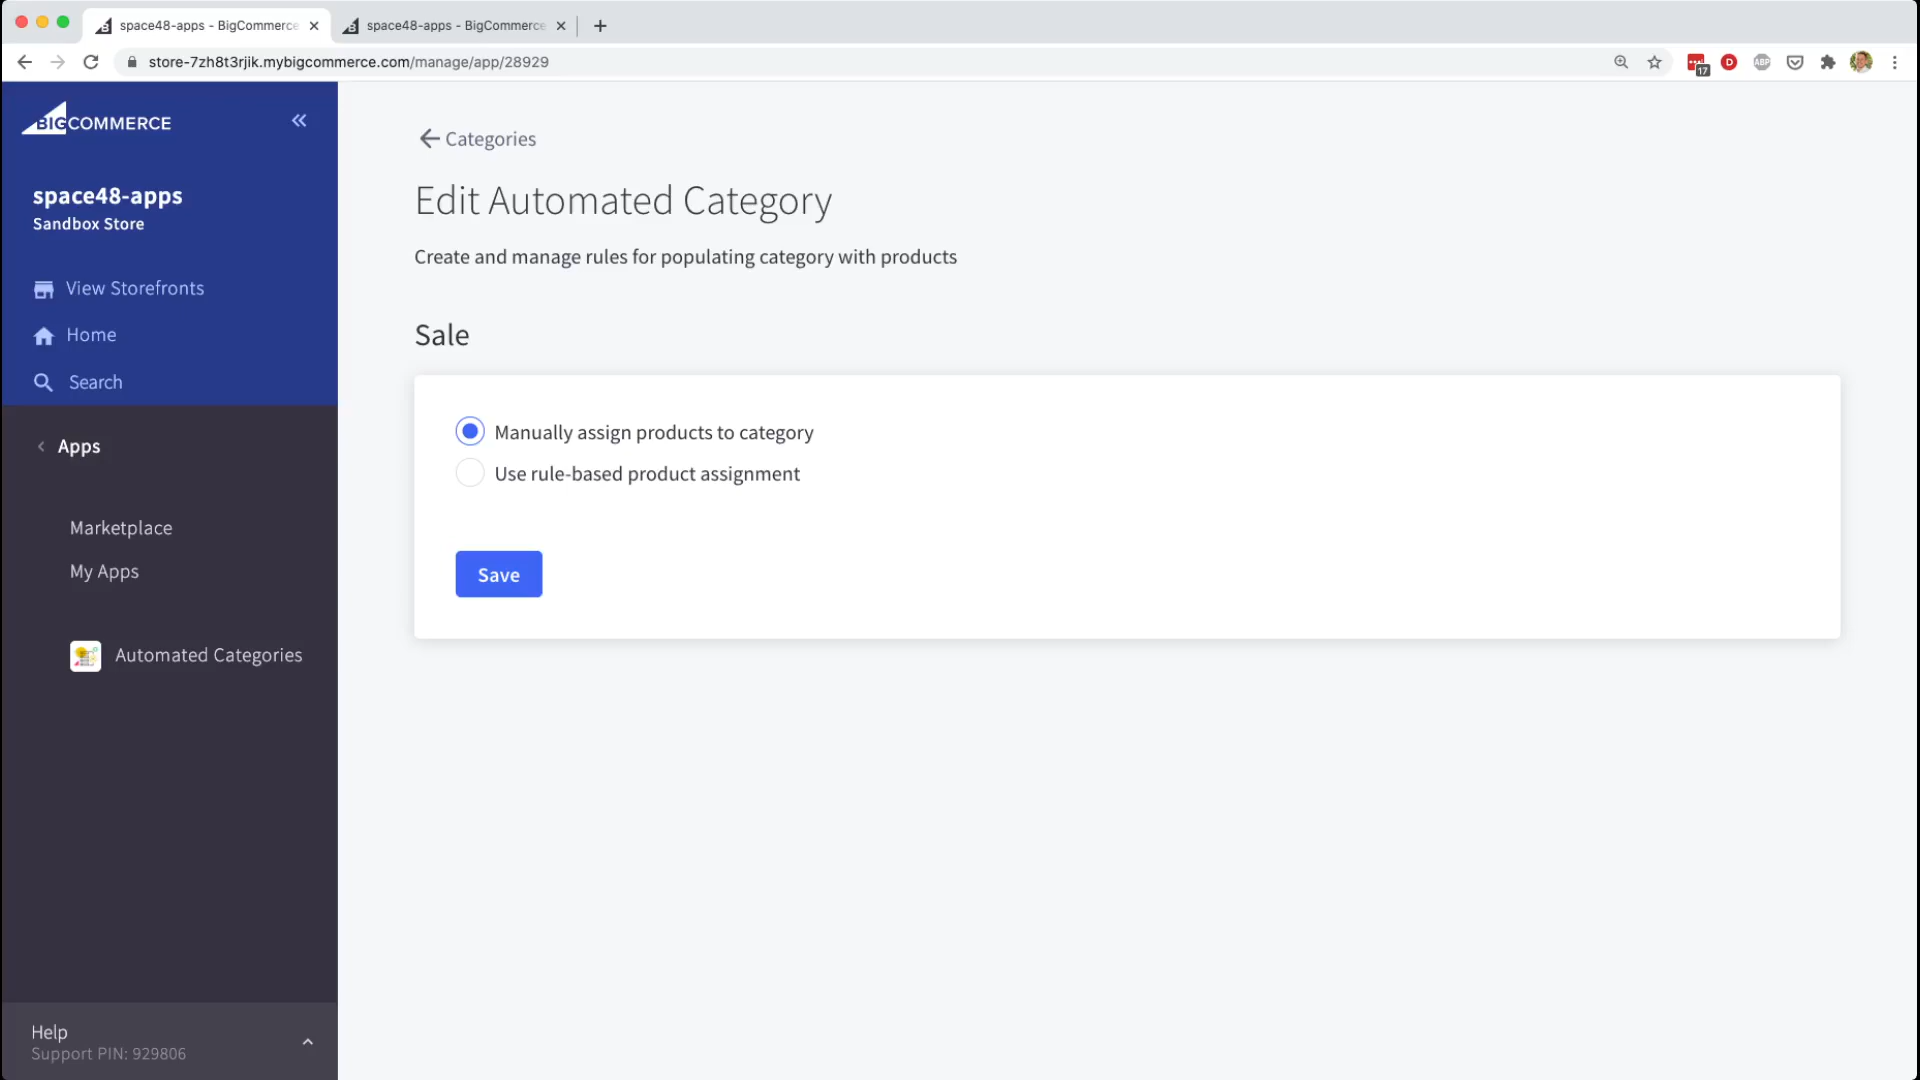 space48-apps - BigCommerce
space48-apps - BigCommerce
store-7zh8t3rjik.mybigcommerce.com/manage/app/28929
17
D
ABP
BIGCOMMERCE
space48-apps
Sandbox Store
View Storefronts
Home
Search
Apps
Marketplace
My Apps
Automated Categories
Help
Support PIN: 929806
Categories
Edit Automated Category
Create and manage rules for populating category with products
Sale
Manually assign products to category
Use rule-based product assignment
Save